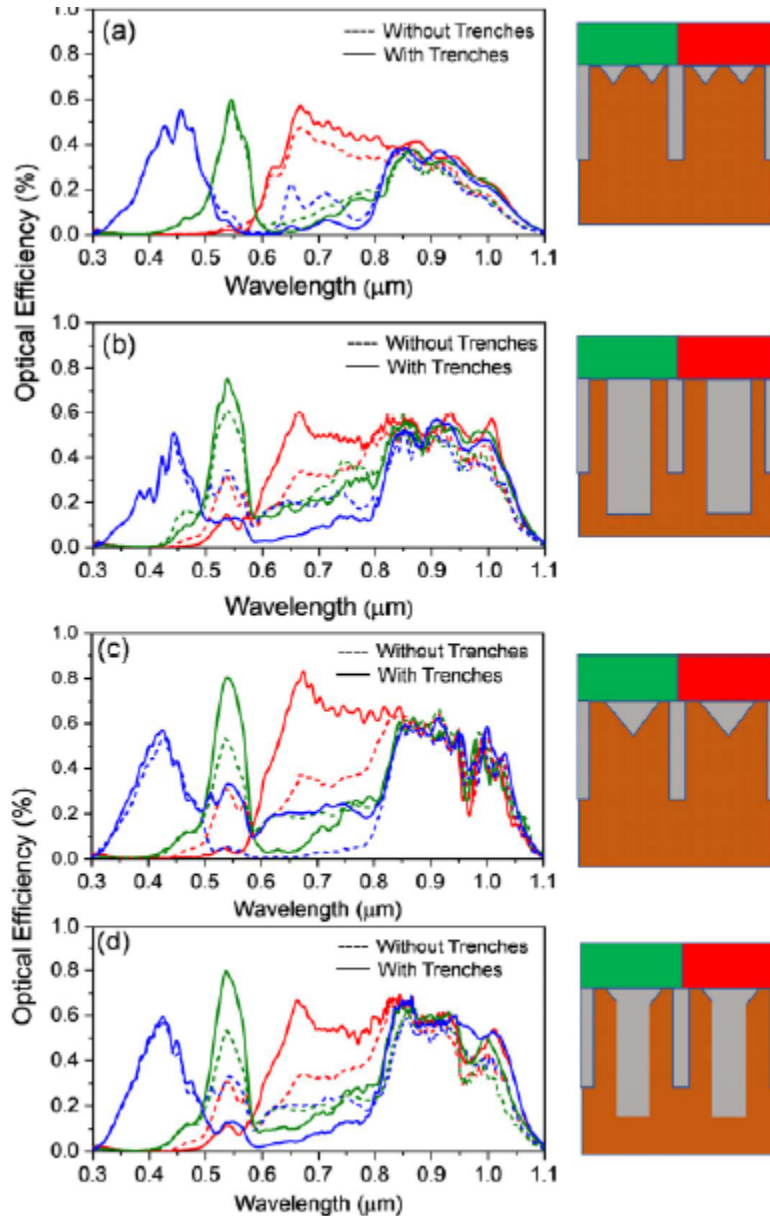 (a)
Without Trenches
With Trenches
1.0
0.8
0.6
0.4
0.2
0.0
0.3 0.4 0.5 0.6 0.7 0.8 0.9 1.0 1.1
Wavelength (μm)
Optical Efficiency (%)
(b)
Without Trenches
With Trenches
1.0
0.8
0.6
0.4
0.2
0.0
0.3 0.4 0.5 0.6 0.7 0.8 0.9 1.0 1.1
Wavelength (μm)
(c)
Without Trenches
With Trenches
1.0
0.8
0.6
0.4
0.2
0.0
0.3 0.4 0.5 0.6 0.7 0.8 0.9 1.0 1.1
Wavelength (μm)
Optical Efficiency (%)
(d)
Without Trenches
With Trenches
1.0
0.8
0.6
0.4
0.2
0.0
0.3 0.4 0.5 0.6 0.7 0.8 0.9 1.0 1.1
Wavelength (μm)